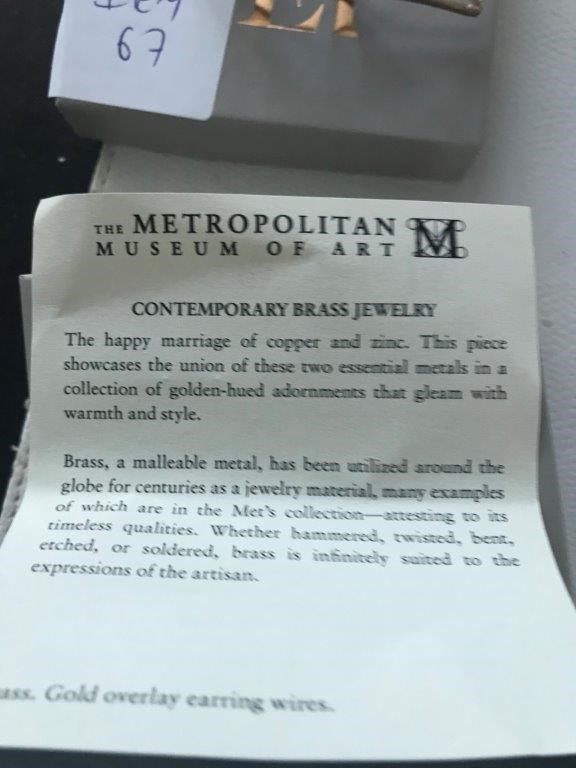 67
THE METROPOLITAN
MUSEUM OF ART M
CONTEMPORARY BRASS JEWELRY
The happy marriage of copper and zinc. This piece
showcases the union of these two essential metals in a
collection of golden-hued adornments that gleam with
warmth and style.
Brass, a malleable metal, has been utilized around the
globe for centuries as a jewelry material, many examples
of which are in the Met's collection—attesting to its
timeless qualities. Whether hammered, twisted, bent,
etched, or soldered, brass is infinitely suited to the
expressions of the artisan.
Gold overlay earring wires.